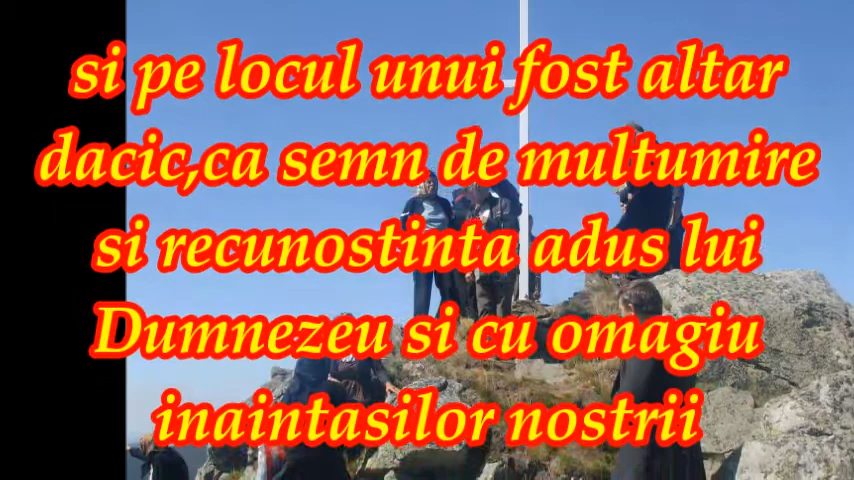 si pe locul unui fost altar
dacic,ca semn de multumire
si recunostinta adus lui
Dumnezeu si cu omagiu
inaintasilor nostrii